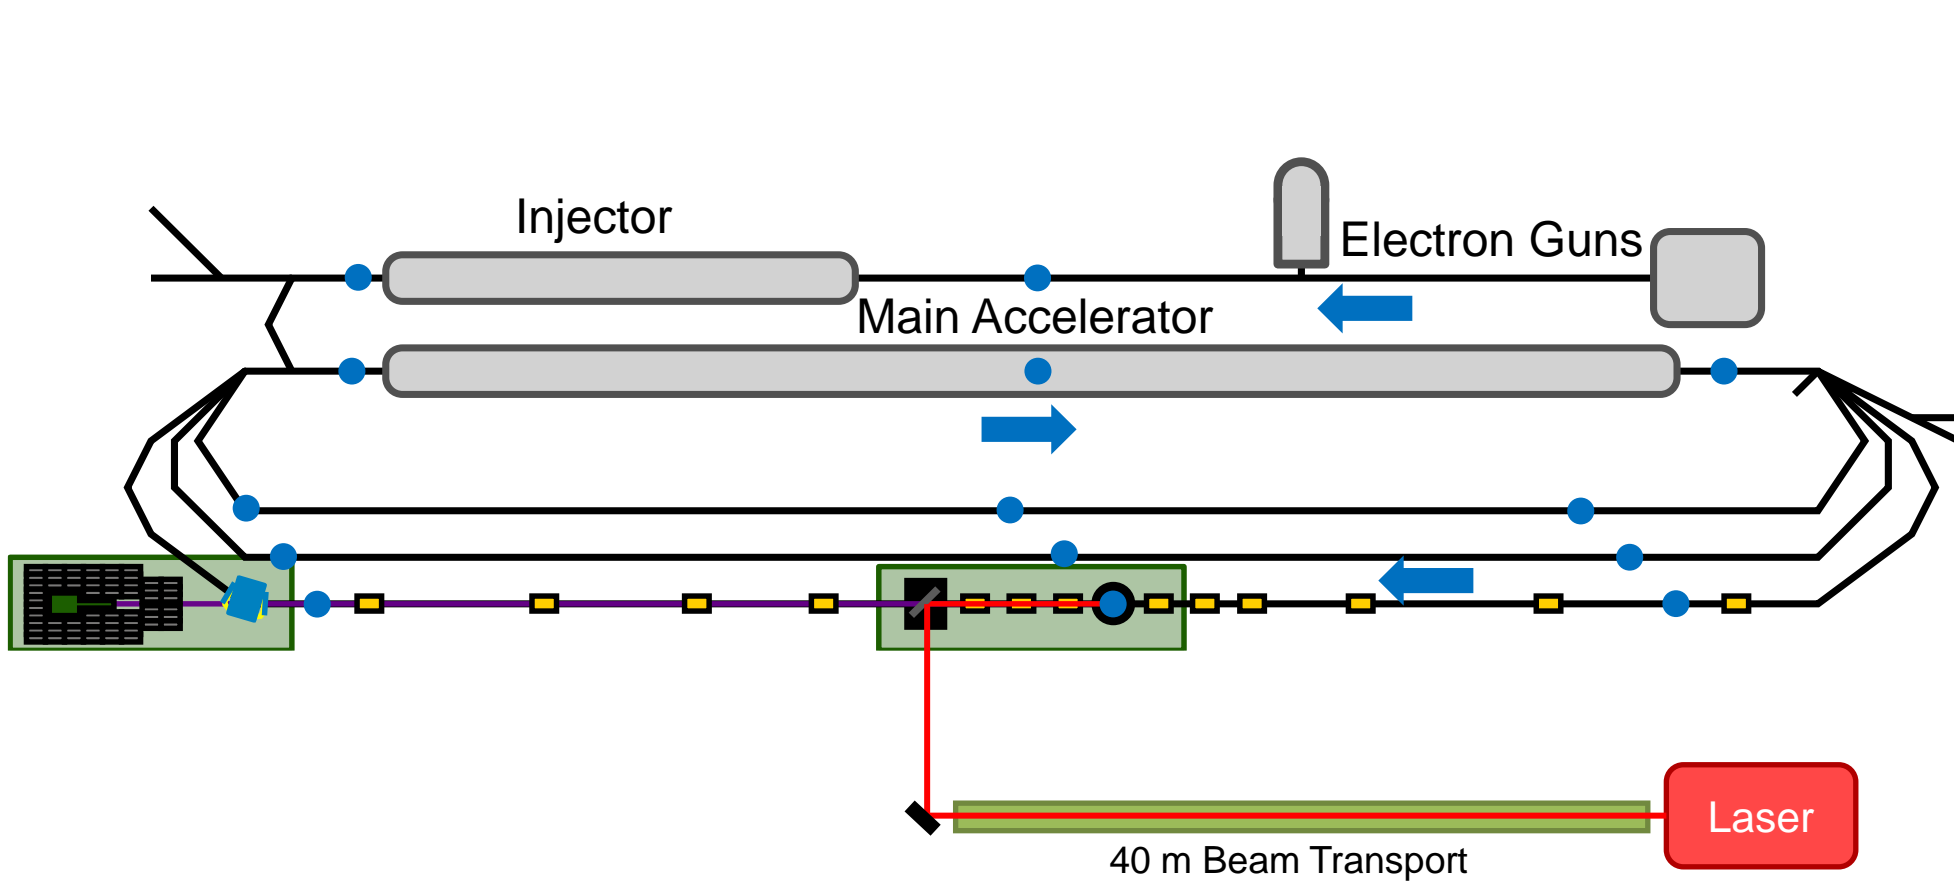 Injector
Electron Guns
Main Accelerator
Laser
40 m Beam Transport